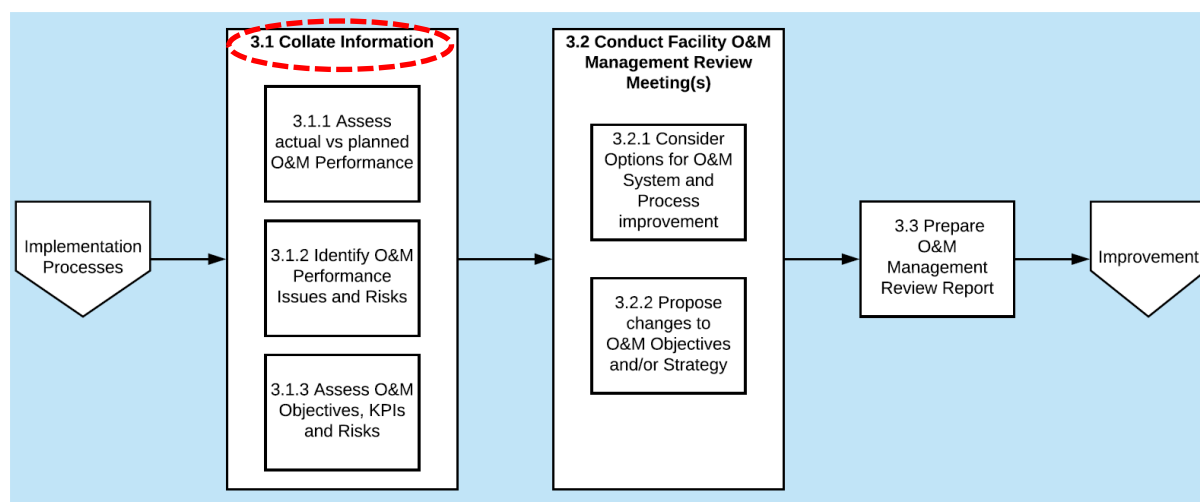 Implementation
Processes
3.1 Collate Information
3.1.1 Assess
actual vs planned
O&M Performance
3.1.2 Identify O&M
Performance
Issues and Risks
3.1.3 Assess O&M
Objectives, KPIs
and Risks
3.2 Conduct Facility O&M
Management Review
Meeting(s)
3.2.1 Consider
Options for O&M
System and
Process
improvement
3.2.2 Propose
changes to
O&M Objectives
and/or Strategy
3.3 Prepare
O&M
Management
Review Report
Improvement